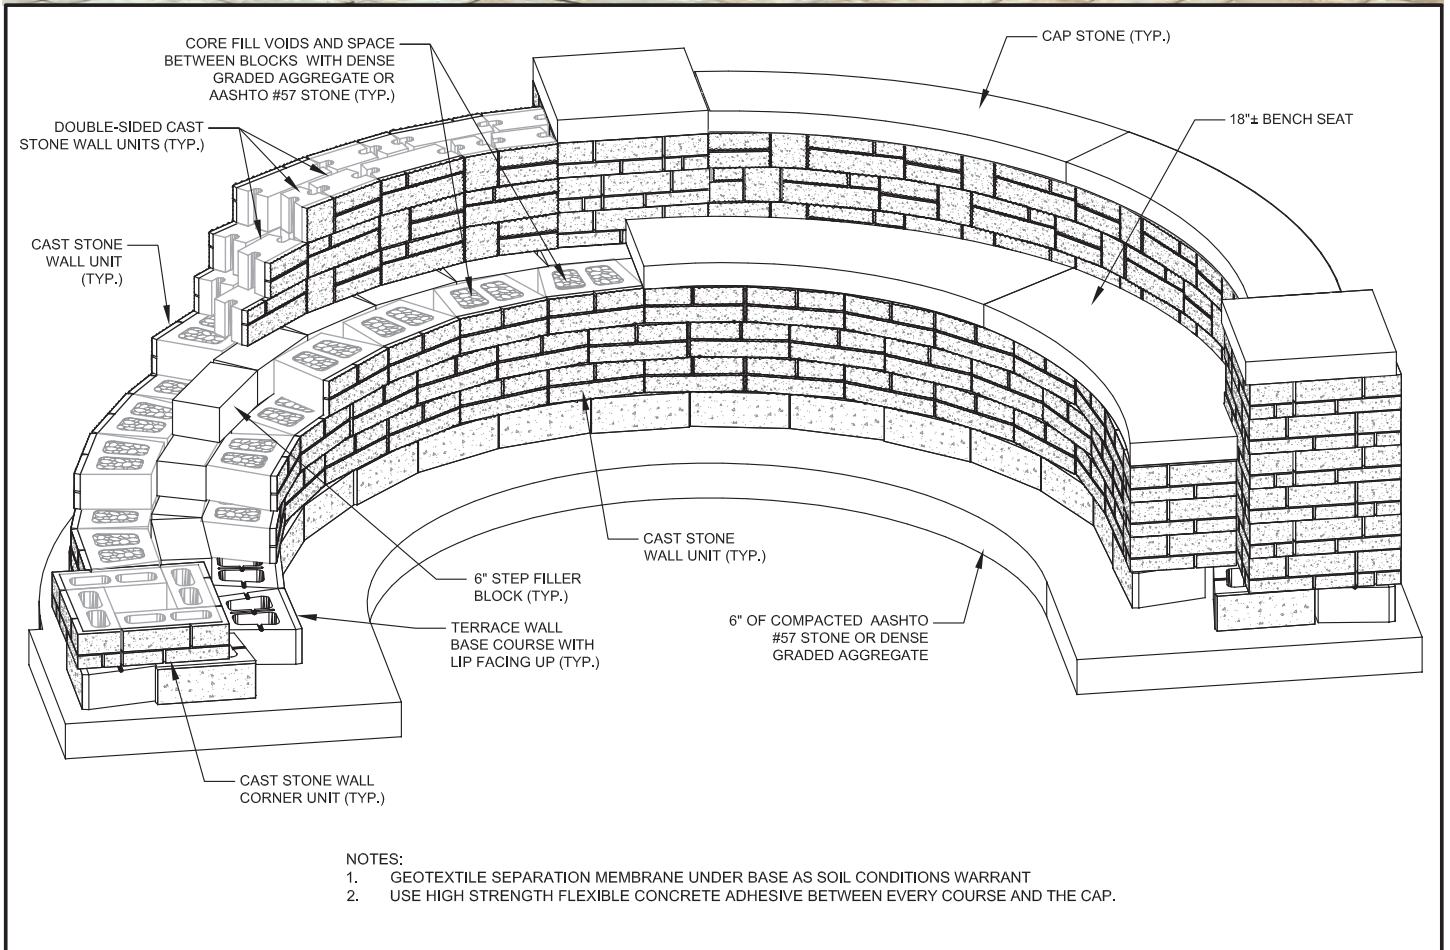 CORE FILL VOIDS AND SPACE
BETWEEN BLOCKS WITH DENSE
GRADED AGGREGATE OR
AASHTO #57 STONE (TYP.)
CAP STONE (TYP.)
18"± BENCH SEAT
DOUBLE-SIDED CAST
STONE WALL UNITS (TYP.)
CAST STONE
WALL UNIT
(TYP.)
CAST STONE
WALL UNIT (TYP.)
6" STEP FILLER
BLOCK (TYP.)
TERRACE WALL
BASE COURSE WITH
LIP FACING UP (TYP.)
6" OF COMPACTED AASHTO
#57 STONE OR DENSE
GRADED AGGREGATE
CAST STONE WALL
CORNER UNIT (TYP.)
NOTES:
1. GEOTEXTILE SEPARATION MEMBRANE UNDER BASE AS SOIL CONDITIONS WARRANT
2. USE HIGH STRENGTH FLEXIBLE CONCRETE ADHESIVE BETWEEN EVERY COURSE AND THE CAP.